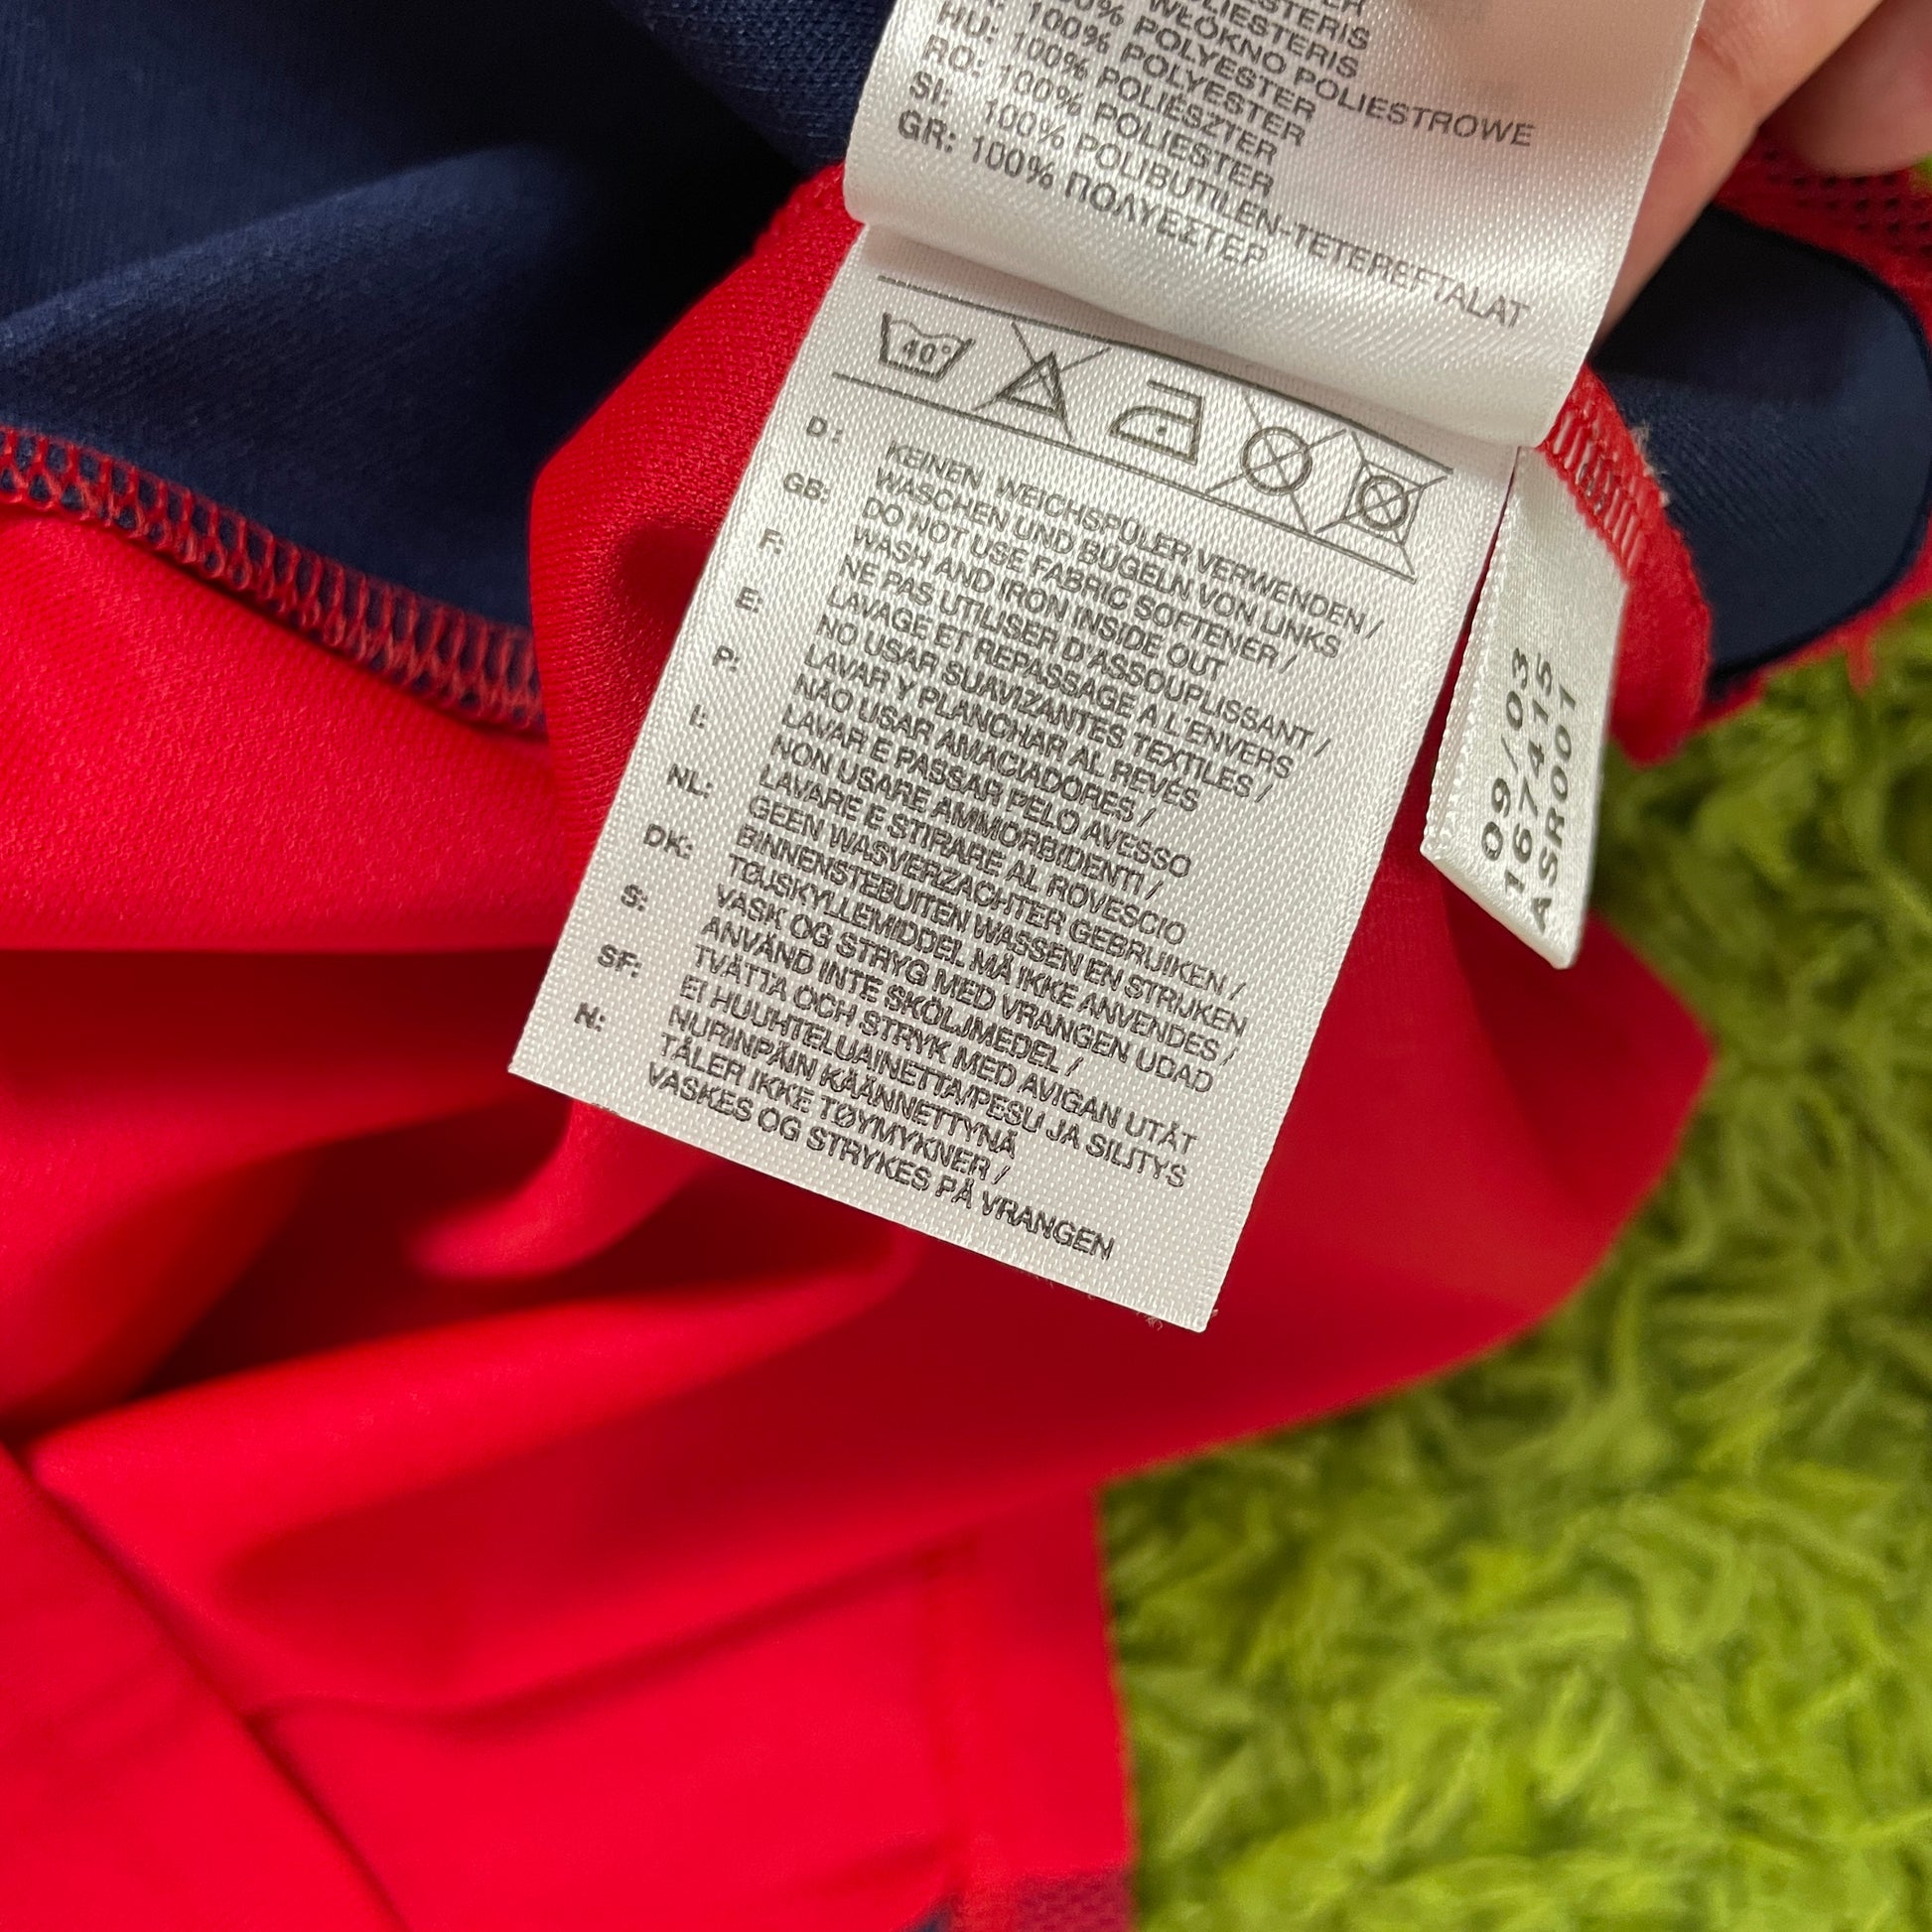 POLIESTERIS
WŁÓKNO POLIESTROWE
100% POLYESTER
HU: 100% POLYESTER
RO: 100% POLIÉSZTER
SI: 100% POLIESTER
100% POLIBUTILEN-TETEREFTALAT
GR: 100% ΠΟΛΥΕΣΤΕΡ
40°
A
D: KEINEN WEICHSPÜLER VERWENDEN /
WASCHEN UND BÜGELN VON LINKS
GB: DO NOT USE FABRIC SOFTENER /
WASH AND IRON INSIDE OUT
F: NE PAS UTILISER D'ASSOUPLISSANT /
LAVAGE ET REPASSAGE A L'ENVERS
E: NO USAR SUAVIZANTES TEXTILES /
LAVAR Y PLANCHAR AL REVES
P: NÃO USAR AMACIADORES /
LAVAR E PASSAR PELO AVESSO
I: NON USARE AMMORBIDENTI /
LAVARE E STIRARE AL ROVESCIO
NL: GEEN WASVERZACHTER GEBRUIKEN /
BINNENSTEBUITEN WASSEN EN STRIJKEN
DK: TØJSKYLLEMIDDEL MÅ IKKE ANVENDES /
VASK OG STRYG MED VRANGEN UDAD
S: ANVÄND INTE SKÖLJMEDEL /
TVÄTTA OCH STRYK MED AVIGAN UTÅT
SF: EI HUUHTELUAINETTA/PESU JA SILITYS
NURINPÄIN KÄÄNNETTYNÄ
N: TÅLER IKKE TØYMYKNER /
VASKES OG STRYKES PÅ VRANGEN
09/03
167415
ASR001